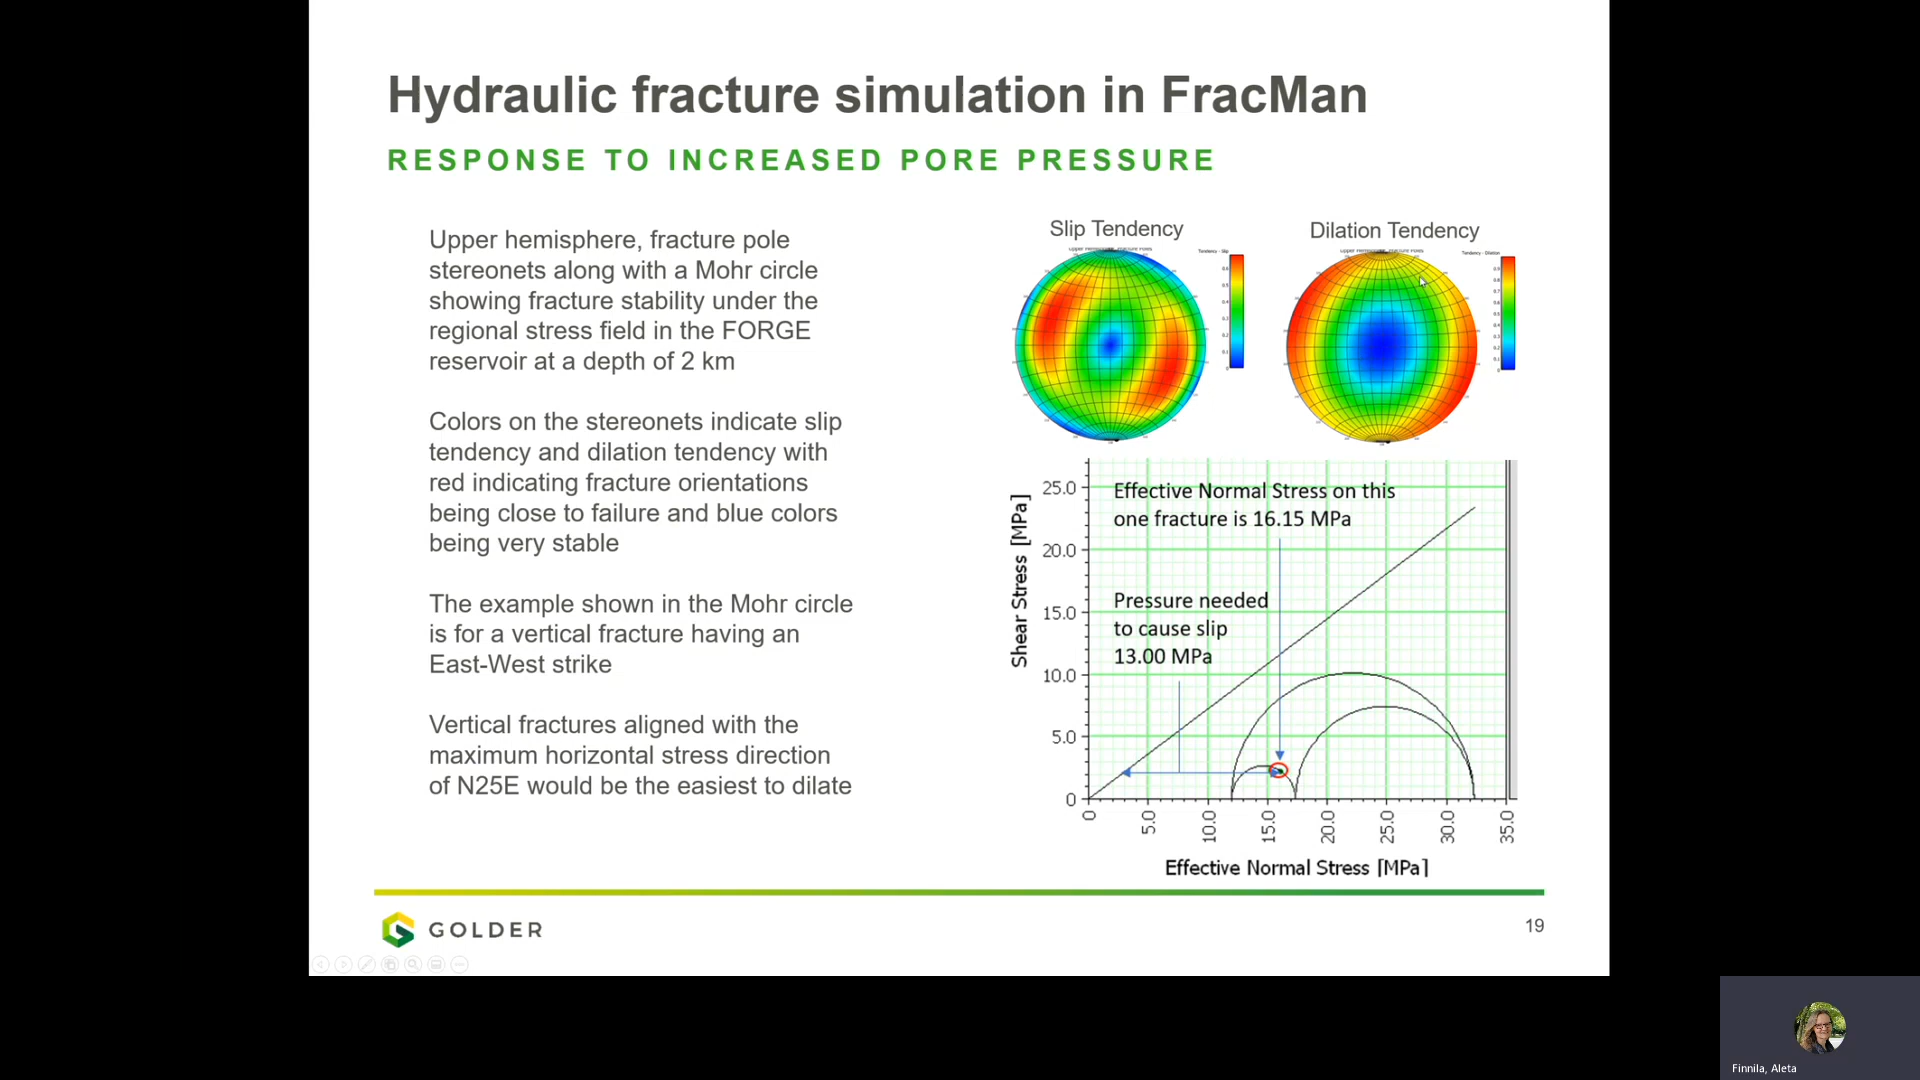 Hydraulic fracture simulation in FracMan
RESPONSE TO INCREASED PORE PRESSURE
Upper hemisphere, fracture pole
stereonets along with a Mohr circle
showing fracture stability under the
regional stress field in the FORGE
reservoir at a depth of 2 km
Colors on the stereonets indicate slip
tendency and dilation tendency with
red indicating fracture orientations
being close to failure and blue colors
being very stable
The example shown in the Mohr circle
is for a vertical fracture having an
East-West strike
Vertical fractures aligned with the
maximum horizontal stress direction
of N25E would be the easiest to dilate
Slip Tendency
Dilation Tendency
Tendency - Slip
Tendency - Dilation
Effective Normal Stress on this
one fracture is 16.15 MPa
Pressure needed
to cause slip
13.00 MPa
Shear Stress [MPa]
25.0
20.0
15.0
10.0
5.0
0
0 5.0 10.0 15.0 20.0 25.0 30.0 35.0
Effective Normal Stress [MPa]
GOLDER
19
Finnila, Aleta